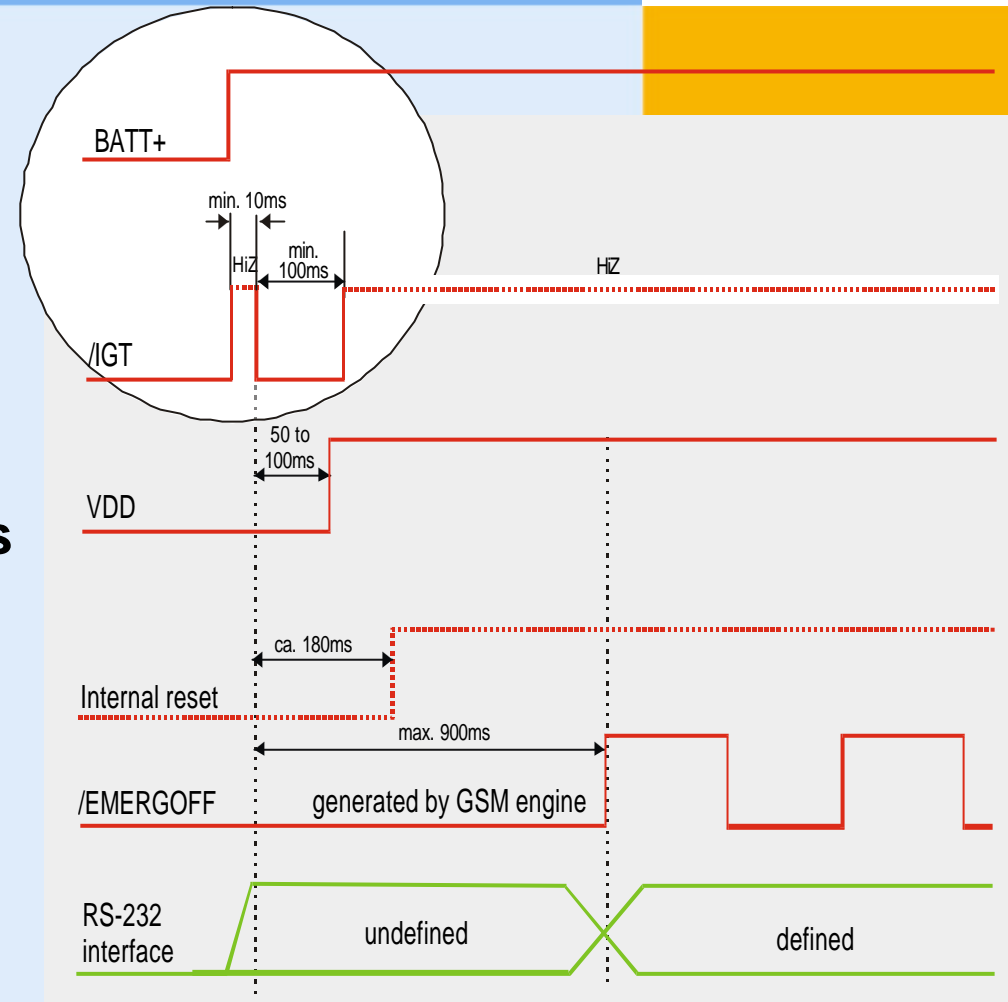 BATT+
min. 10ms
HiZ
min.
100ms
HiZ
/IGT
50 to
100ms
VDD
s
ca. 180ms
Internal reset
max. 900ms
/EMERGOFF
generated by GSM engine
RS-232
interface
undefined
defined